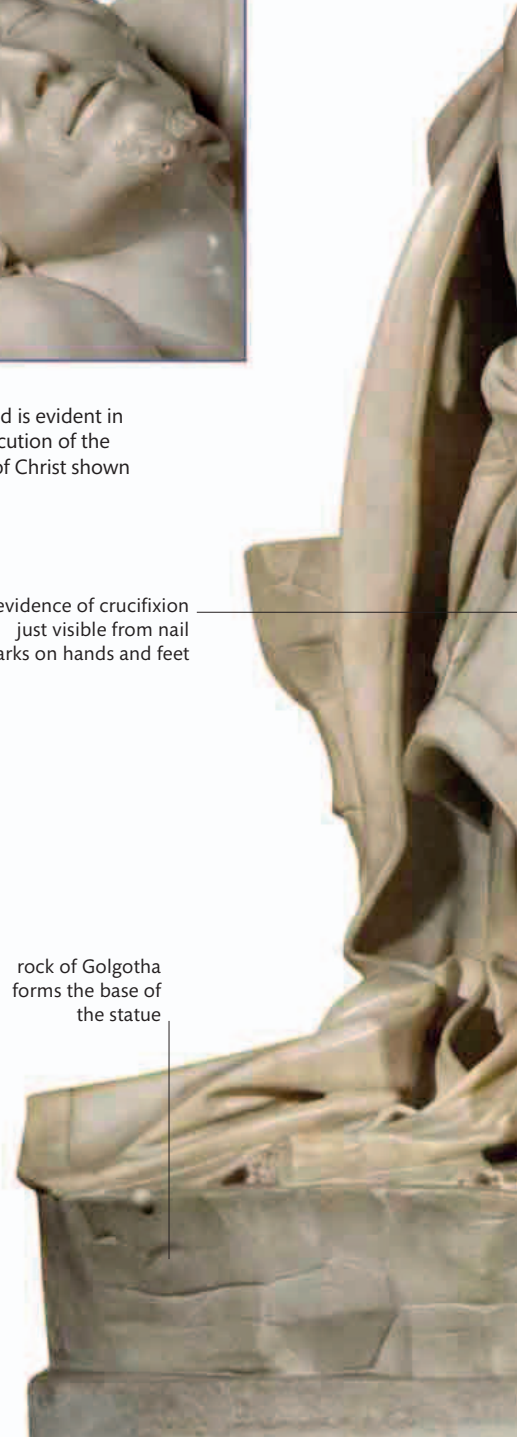 d is evident in
cution of the
of Christ shown
evidence of crucifixion
just visible from nail
arks on hands and feet
rock of Golgotha
forms the base of
the statue